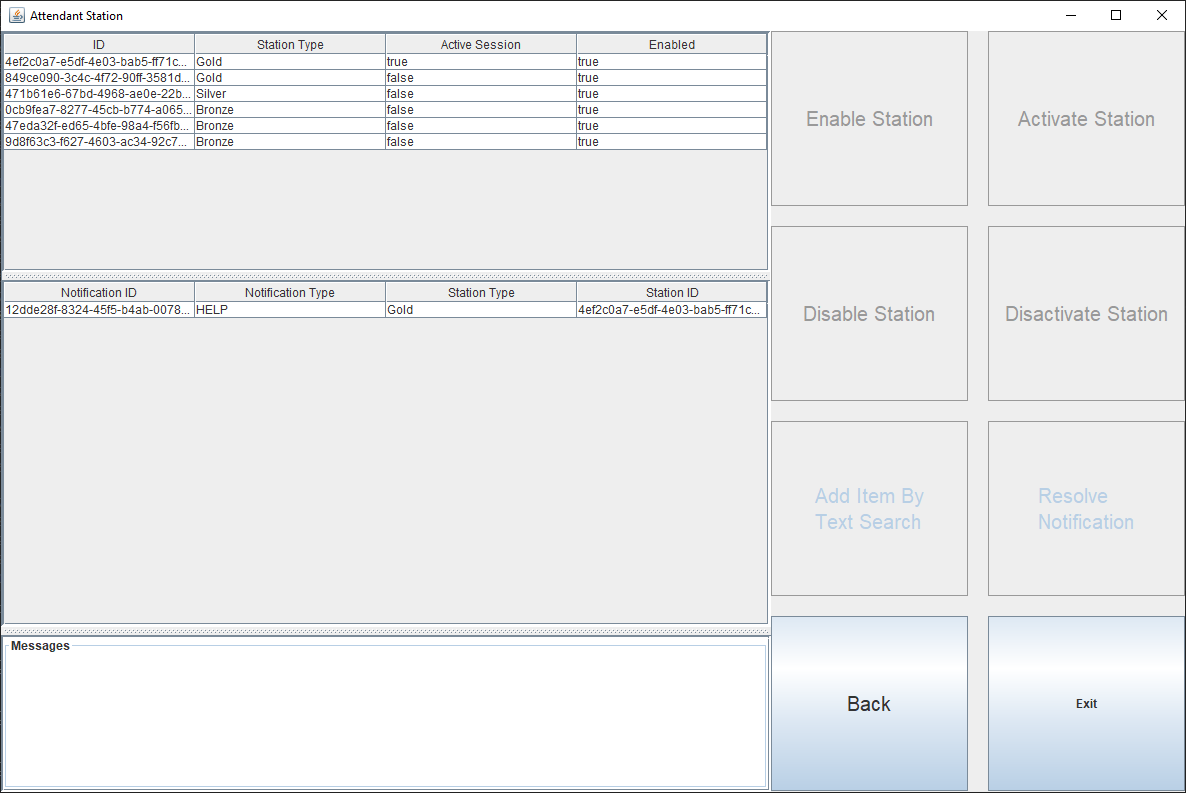 Attendant Station
ID Station Type Active Session Enabled
4ef2c0a7-e5df-4e03-bab5-ff71c... Gold true true
849ce090-3c4c-4f72-90ff-3581d... Gold false true
471b61e6-67bd-4968-ae0e-22b... Silver false true
0cb9fea7-8277-45cb-b774-a065... Bronze false true
47eda32f-ed65-4bfe-98a4-f56fb... Bronze false true
9d8f63c3-f627-4603-ac34-92c7... Bronze false true
Notification ID Notification Type Station Type Station ID
12dde28f-8324-45f5-b4ab-0078... HELP Gold 4ef2c0a7-e5df-4e03-bab5-ff71c...
Messages
Enable Station
Activate Station
Disable Station
Disactivate Station
Add Item By
Text Search
Resolve
Notification
Back
Exit